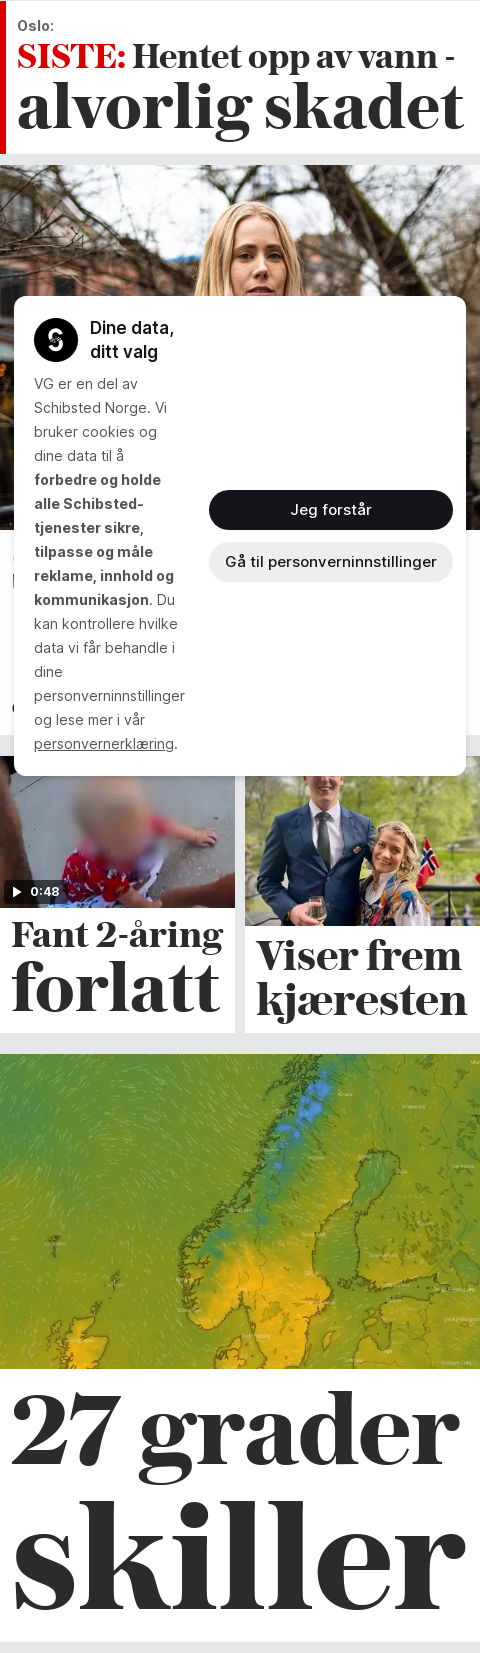 Oslo:
SISTE: Hentet opp av vann -
alvorlig skadet
Dine data,
ditt valg
VG er en del av
Schibsted Norge. Vi
bruker cookies og
dine data til å
forbedre og holde
alle Schibsted-
tjenester sikre,
tilpasse og måle
reklame, innhold og
kommunikasjon. Du
kan kontrollere hvilke
data vi får behandle i
dine
personverninnstillinger
og lese mer i vår
personvernerklæring.
Jeg forstår
Gå til personverninnstillinger
0:48
Fant 2-åring
forlatt
Viser frem
kjæresten
27 grader
skiller